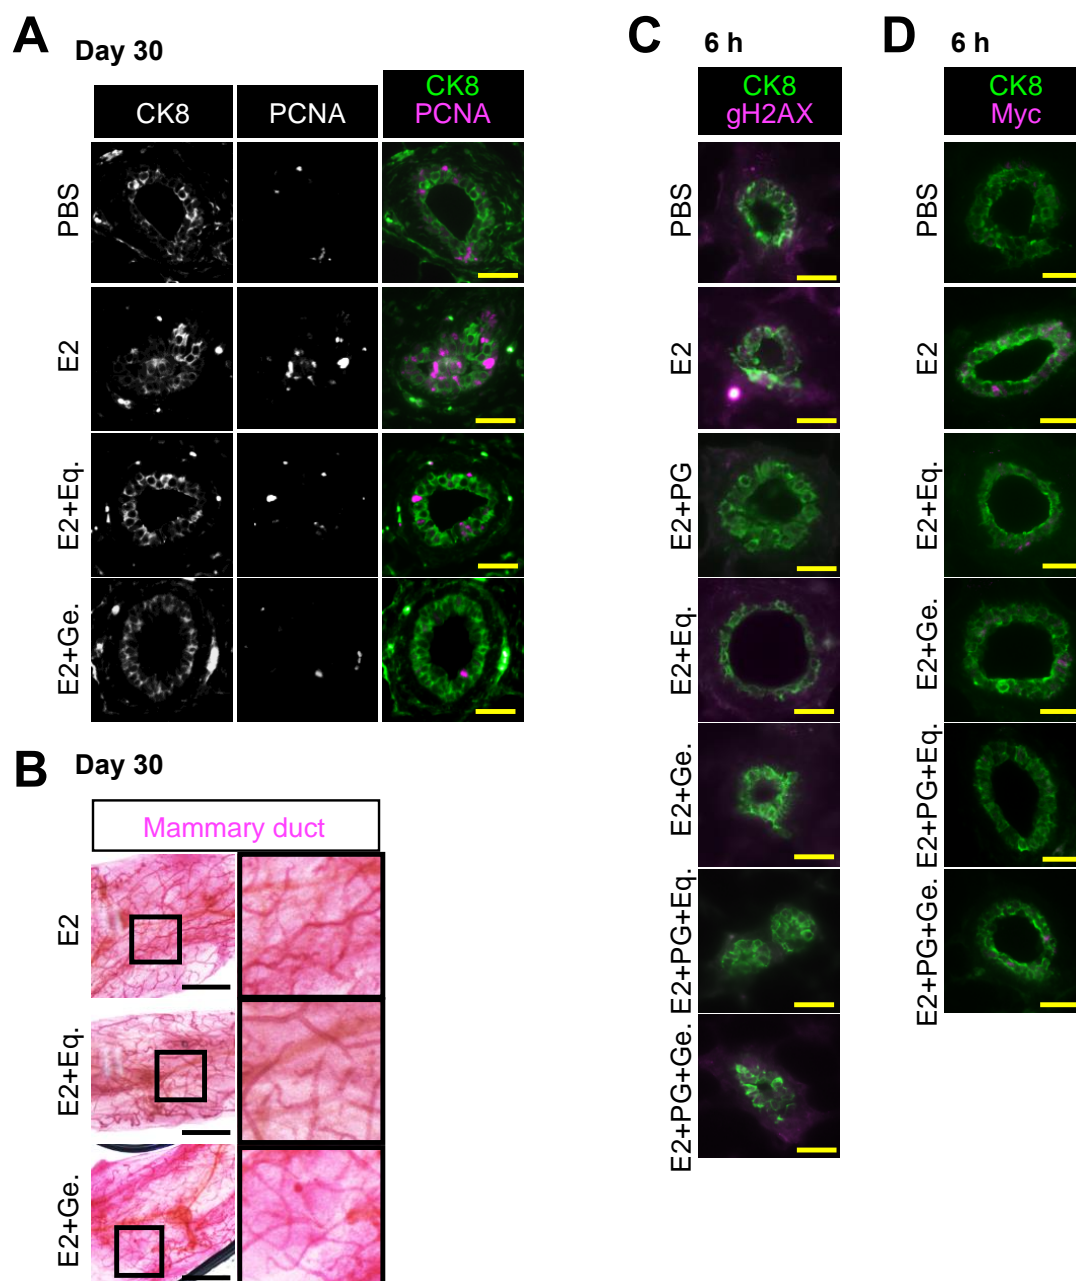 A Day 30
CK8
PCNA
CK8
PCNA
PBS
E2
E2+Eq.
E2+Ge.
B Day 30
Mammary duct
E2
E2+Eq.
E2+Ge.
C 6 h
CK8
gH2AX
PBS
E2
E2+PG
E2+Eq.
E2+Ge.
E2+PG+Eq.
E2+PG+Ge.
D 6 h
CK8
Myc
PBS
E2
E2+Eq.
E2+Ge.
E2+PG+Eq.
E2+PG+Ge.